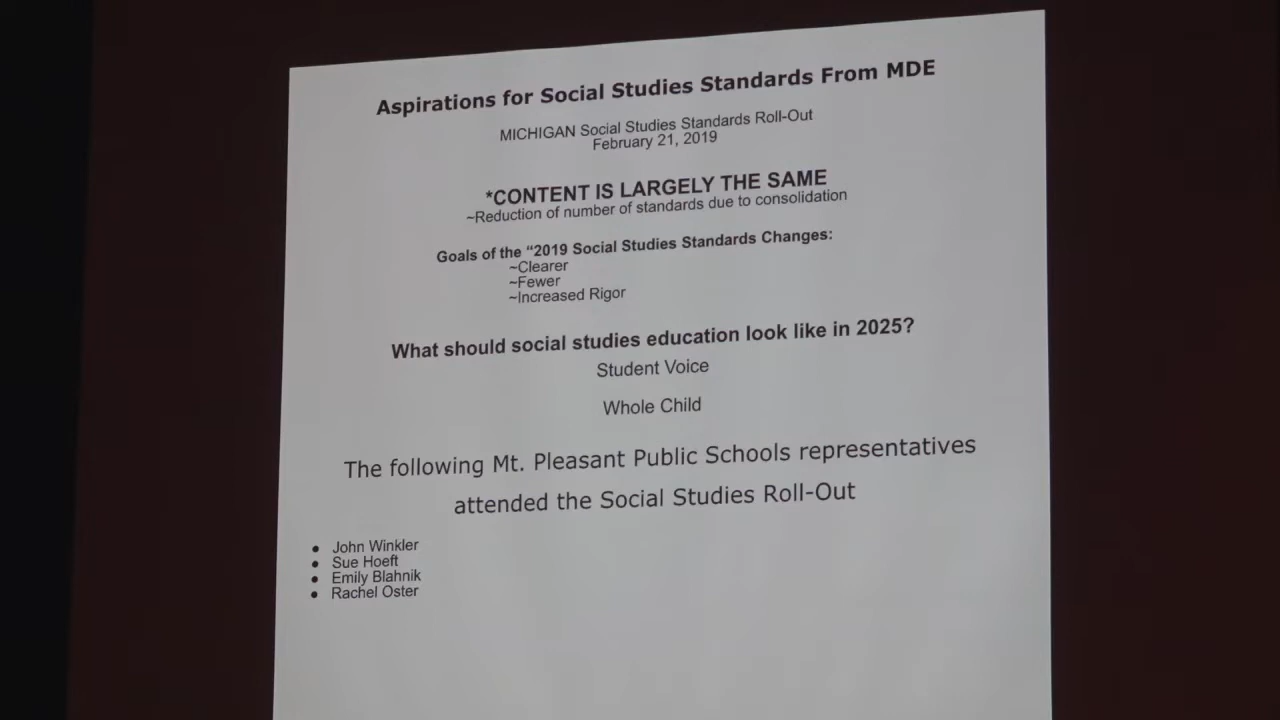 Aspirations for Social Studies Standards From MDE
MICHIGAN Social Studies Standards Roll-Out
February 21, 2019
*CONTENT IS LARGELY THE SAME
~Reduction of number of standards due to consolidation
Goals of the “2019 Social Studies Standards Changes:
~Clearer
~Fewer
~Increased Rigor
What should social studies education look like in 2025?
Student Voice
Whole Child
The following Mt. Pleasant Public Schools representatives
attended the Social Studies Roll-Out
● John Winkler
● Sue Hoeft
● Emily Blahnik
● Rachel Oster